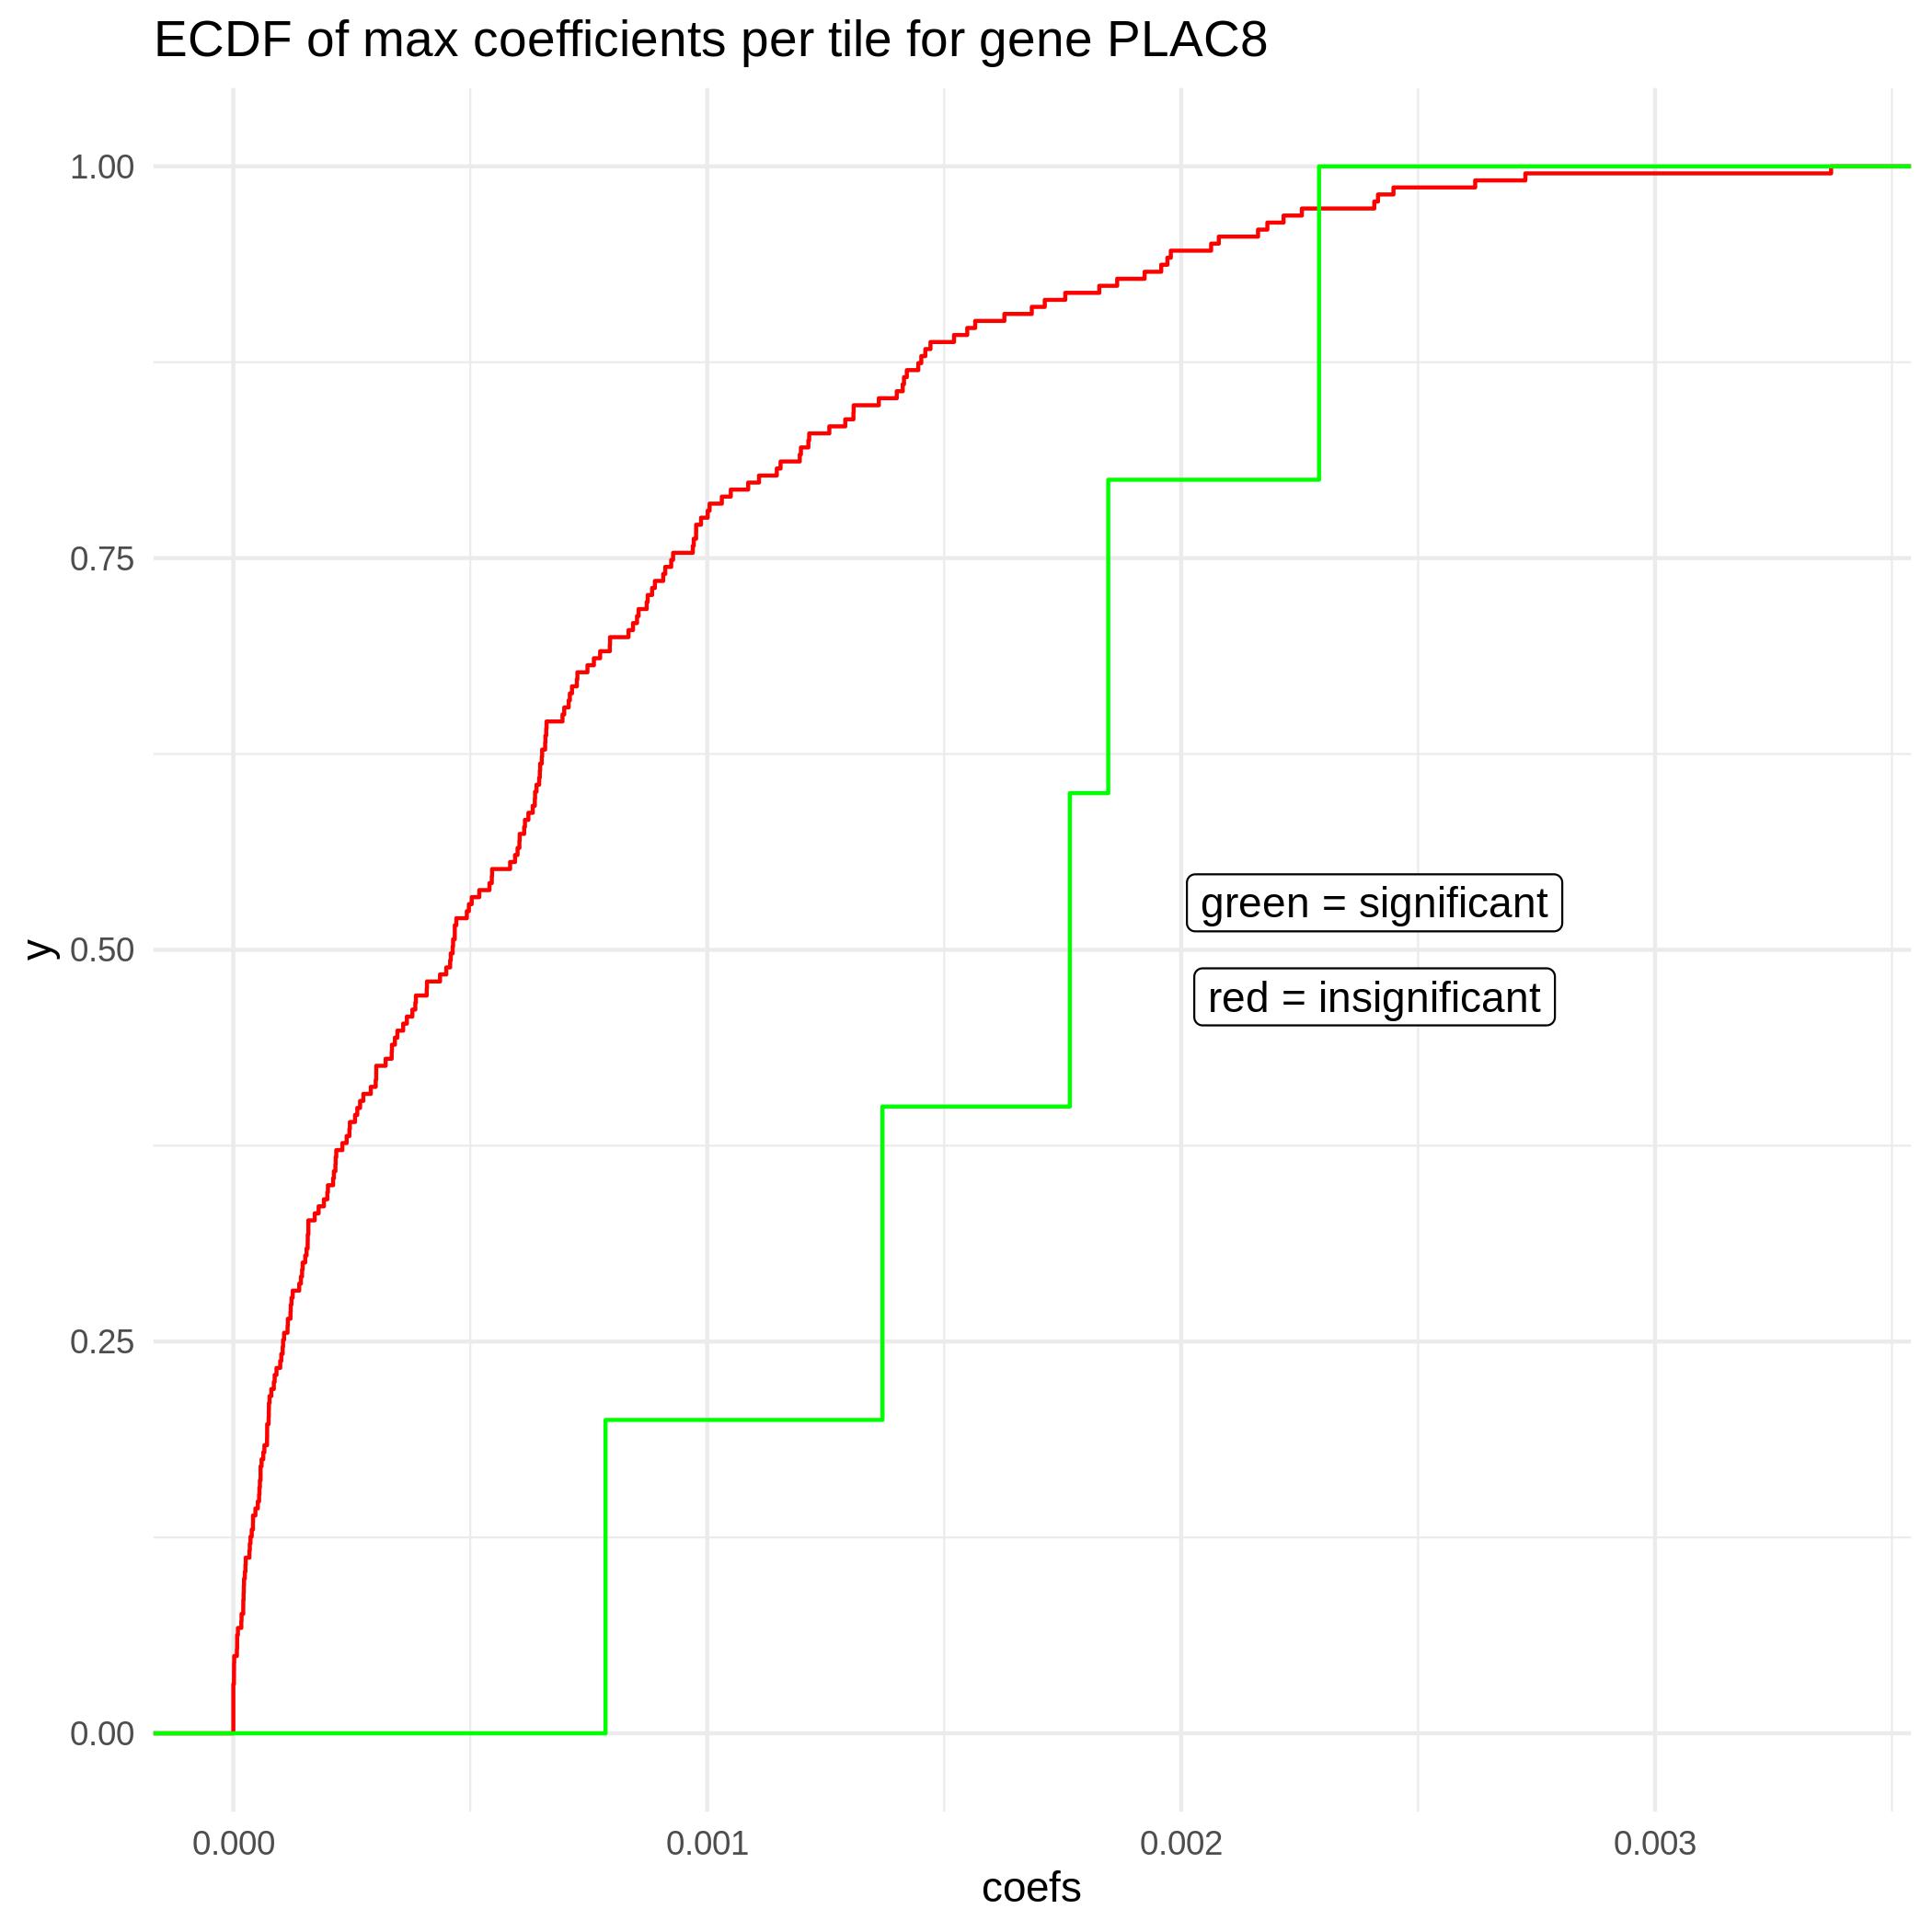 ECDF of max coefficients per tile for gene PLAC8
1.00
0.75
0.50
0.25
0.00
y
green = significant
red = insignificant
0.000 0.001 0.002 0.003
coefs